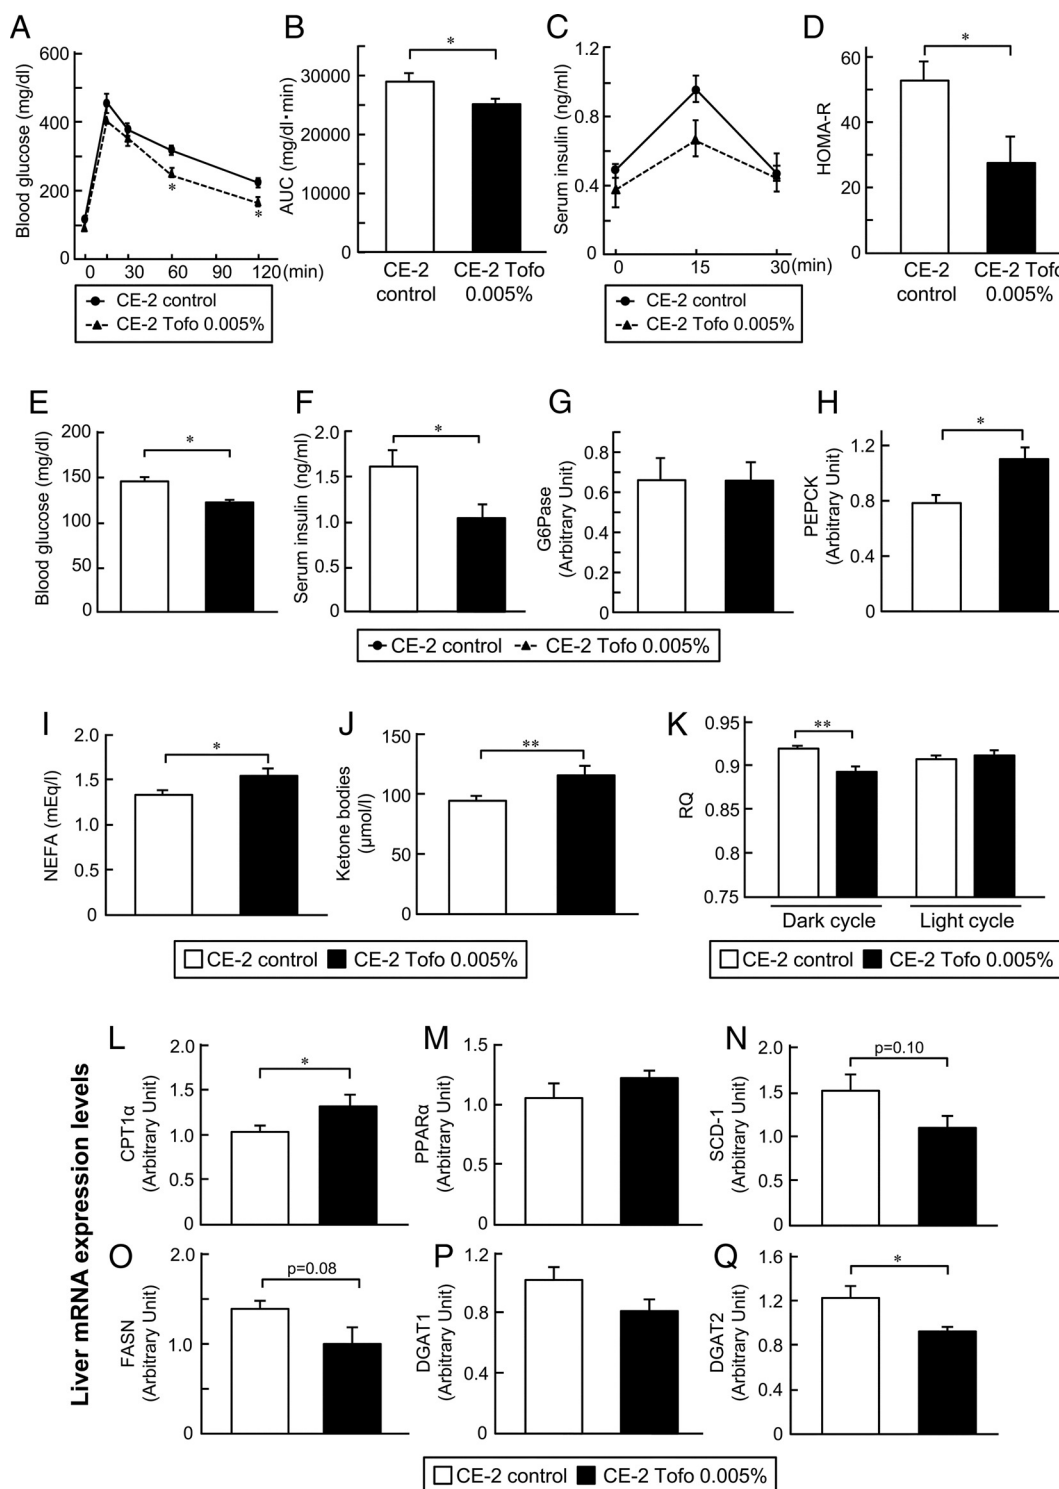 A
Blood glucose (mg/dl)
600
400
200
0
*
*
0 30 60 90 120 (min)
CE-2 control
CE-2 Tofo 0.005%
B
AUC (mg/dl·min)
30000
20000
10000
0
*
CE-2 control
CE-2 Tofo 0.005%
C
Serum insulin (ng/ml)
1.2
0.8
0.4
0
0 15 30 (min)
CE-2 control
CE-2 Tofo 0.005%
D
HOMA-R
60
40
20
0
*
CE-2 control
CE-2 Tofo 0.005%
E
Blood glucose (mg/dl)
200
150
100
50
0
*
F
Serum insulin (ng/ml)
2.0
1.5
1.0
0.5
0
*
G
G6Pase
(Arbitrary Unit)
0.8
0.6
0.4
0.2
0
H
PEPCK
(Arbitrary Unit)
1.2
0.8
0.4
0
*
CE-2 control CE-2 Tofo 0.005%
I
NEFA (mEq/l)
2.0
1.5
1.0
0.5
0
*
J
Ketone bodies
(μmol/l)
150
100
50
0
**
CE-2 control CE-2 Tofo 0.005%
K
RQ
0.95
0.9
0.85
0.8
0.75
**
Dark cycle Light cycle
CE-2 control CE-2 Tofo 0.005%
Liver mRNA expression levels
L
CPT1α
(Arbitrary Unit)
2.0
1.5
1.0
0.5
0
*
M
PPARα
(Arbitrary Unit)
1.5
1.0
0.5
0
N
SCD-1
(Arbitrary Unit)
2.0
1.5
1.0
0.5
0
p=0.10
O
FASN
(Arbitrary Unit)
2.0
1.0
0
p=0.08
P
DGAT1
(Arbitrary Unit)
1.2
0.8
0.4
0
Q
DGAT2
(Arbitrary Unit)
1.6
1.2
0.8
0.4
0
*
CE-2 control CE-2 Tofo 0.005%